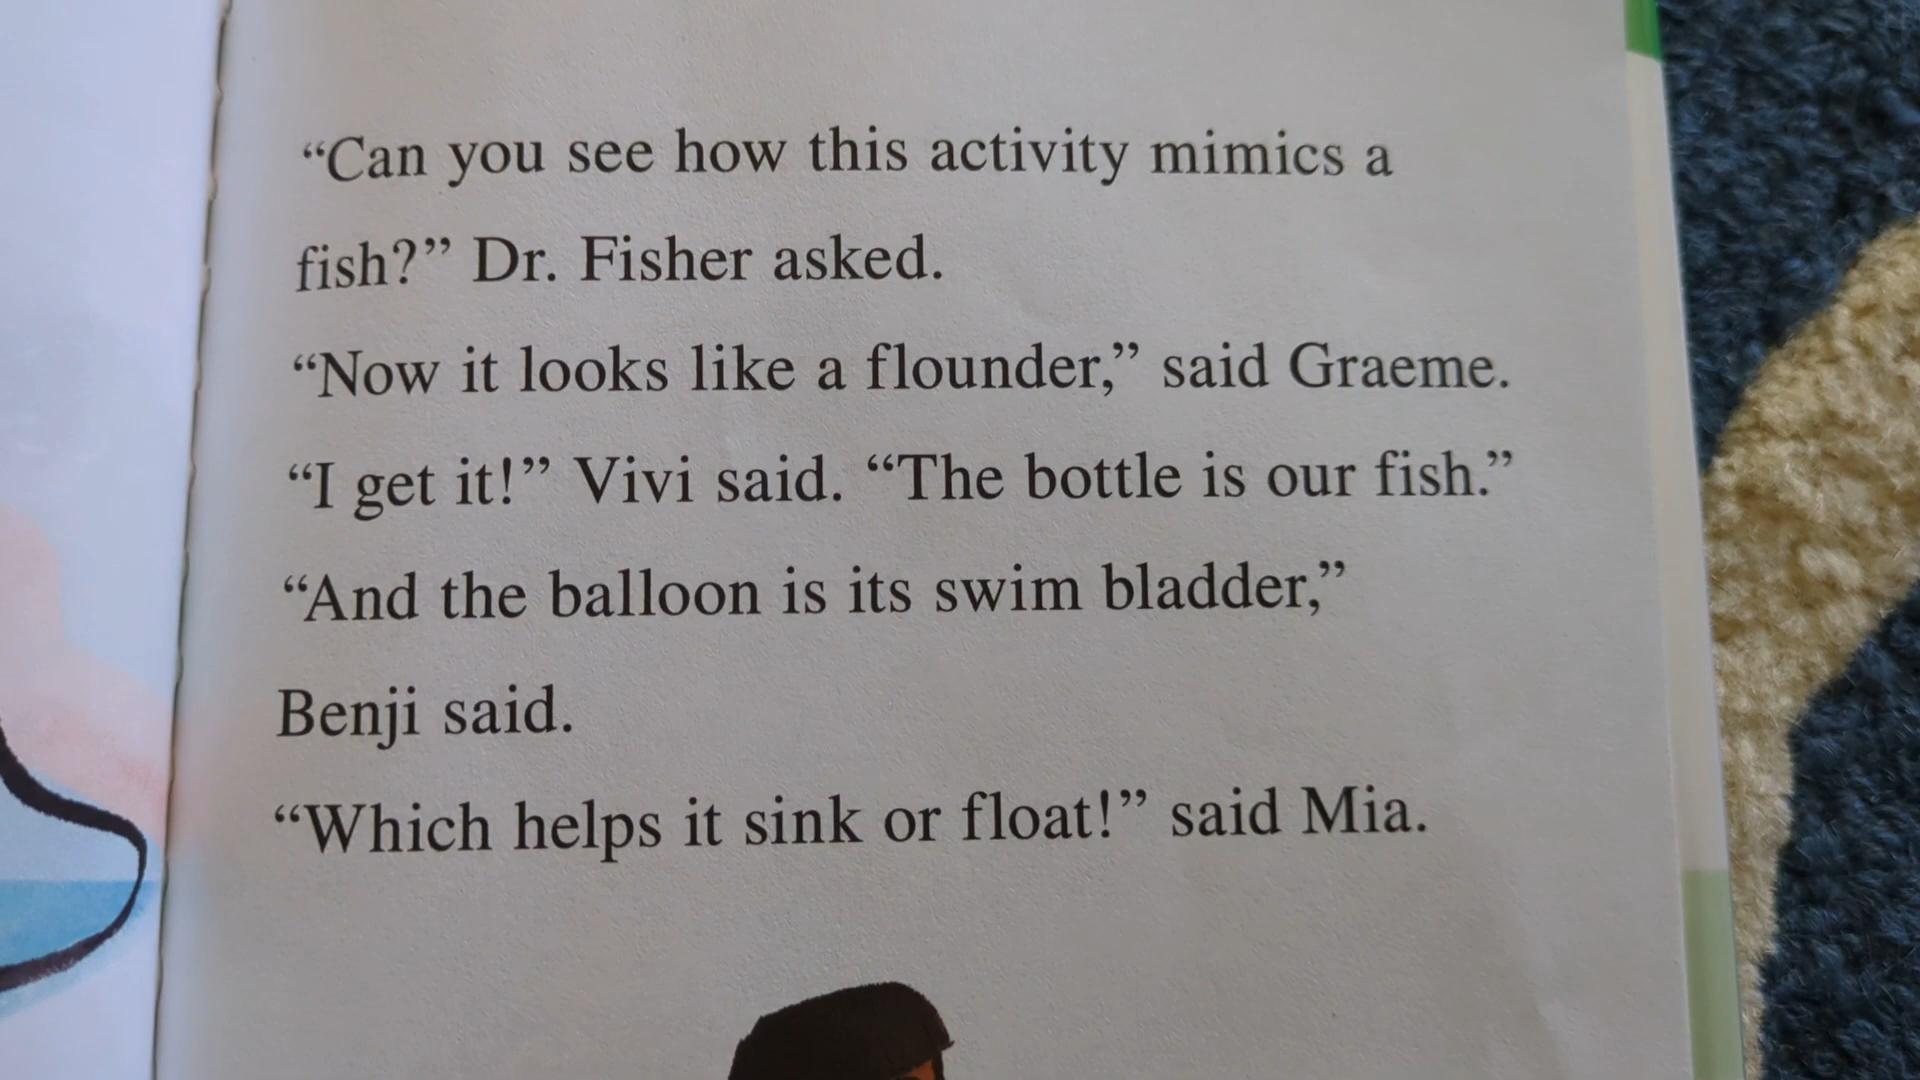 “Can you see how this activity mimics a
fish?” Dr. Fisher asked.
“Now it looks like a flounder,” said Graeme.
“I get it!” Vivi said. “The bottle is our fish.”
“And the balloon is its swim bladder,”
Benji said.
“Which helps it sink or float!” said Mia.